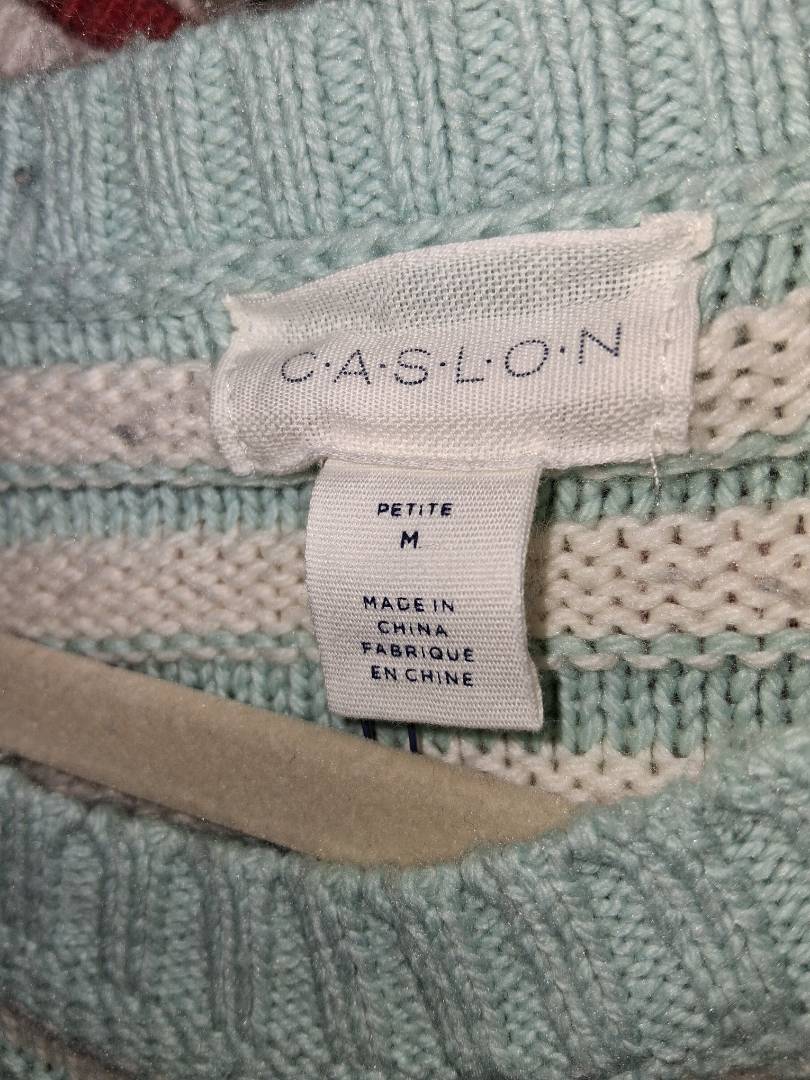 C·A·S·L·O·N
PETITE
M
MADE IN
CHINA
FABRIQUE
EN CHINE